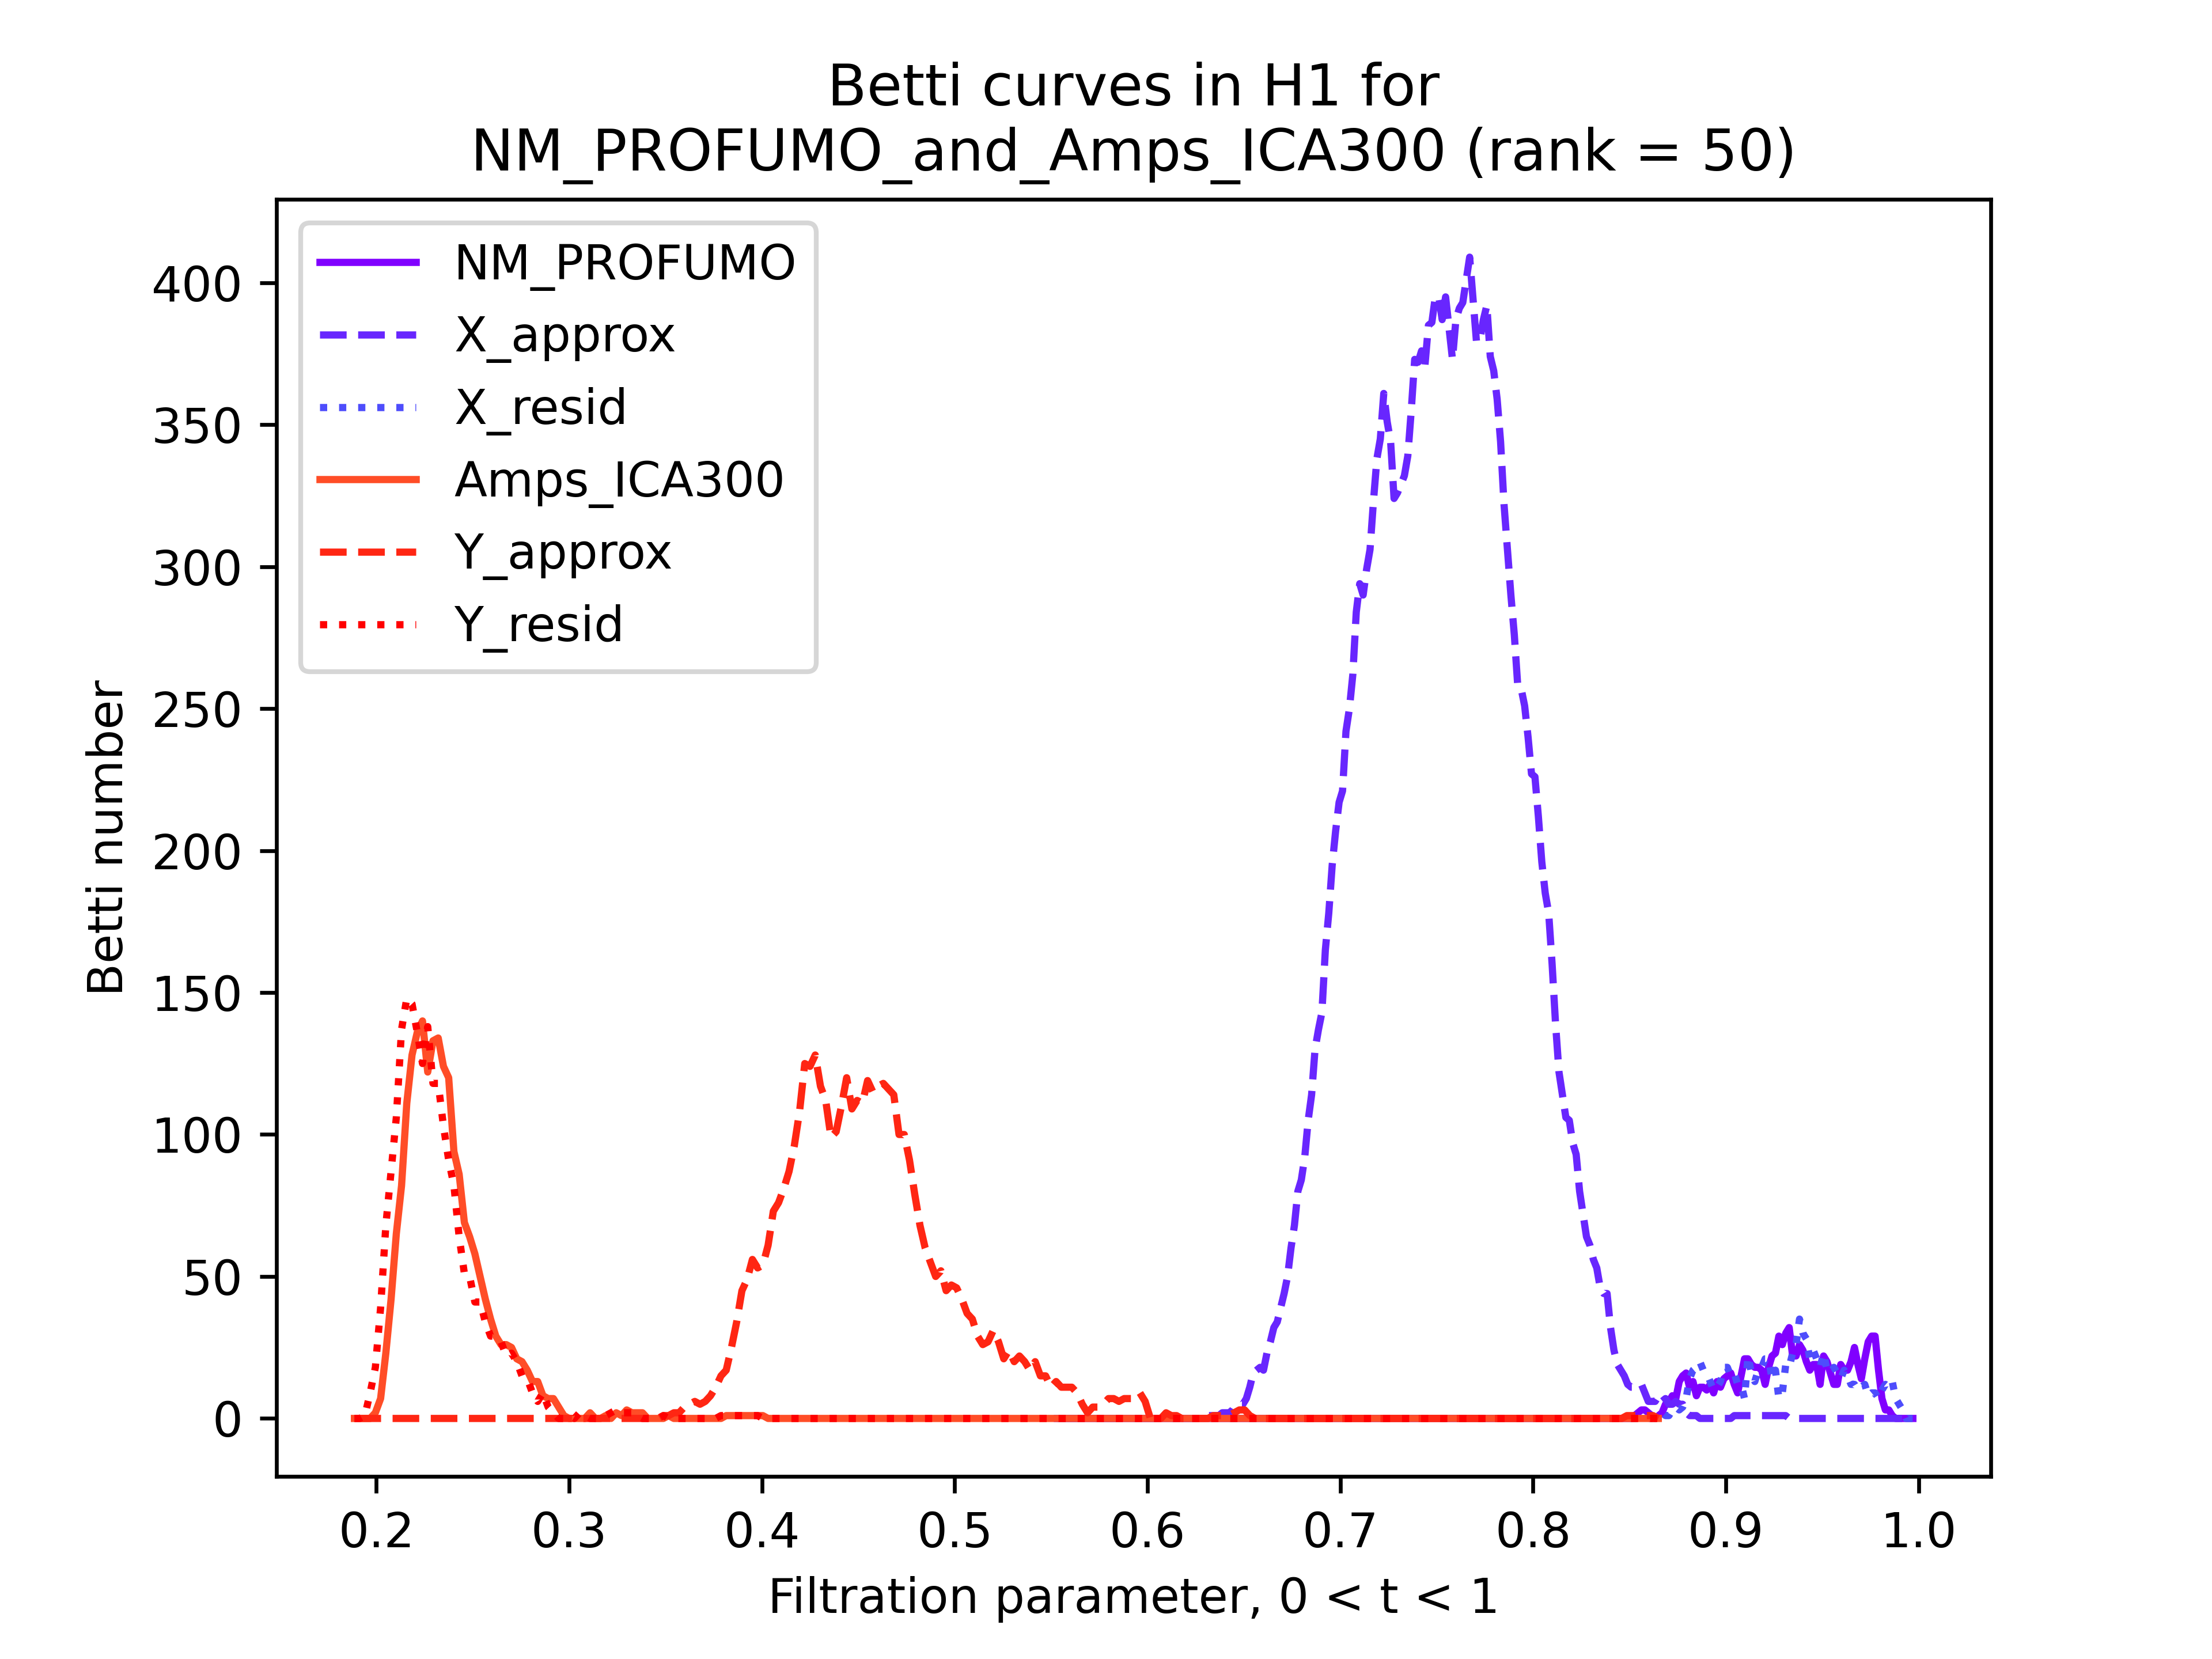 Betti curves in H1 for
NM_PROFUMO_and_Amps_ICA300 (rank = 50)
NM_PROFUMO
X_approx
X_resid
Amps_ICA300
Y_approx
Y_resid
Betti number
400
350
300
250
200
150
100
50
0
0.2 0.3 0.4 0.5 0.6 0.7 0.8 0.9 1.0
Filtration parameter, 0 < t < 1